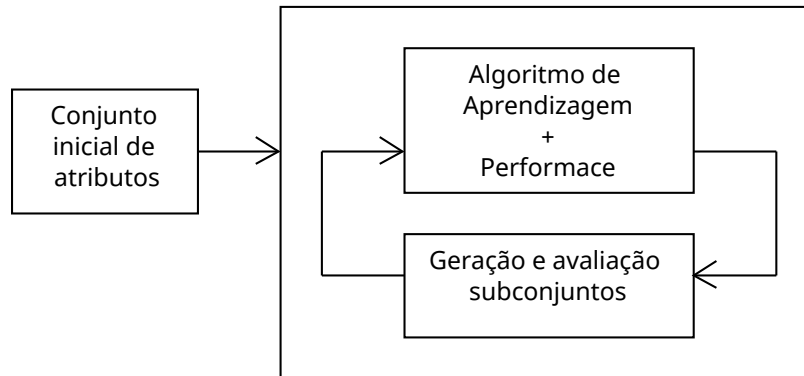 Conjunto
inicial de
atributos
Algoritmo de
Aprendizagem
+
Performace
Geração e avaliação
subconjuntos